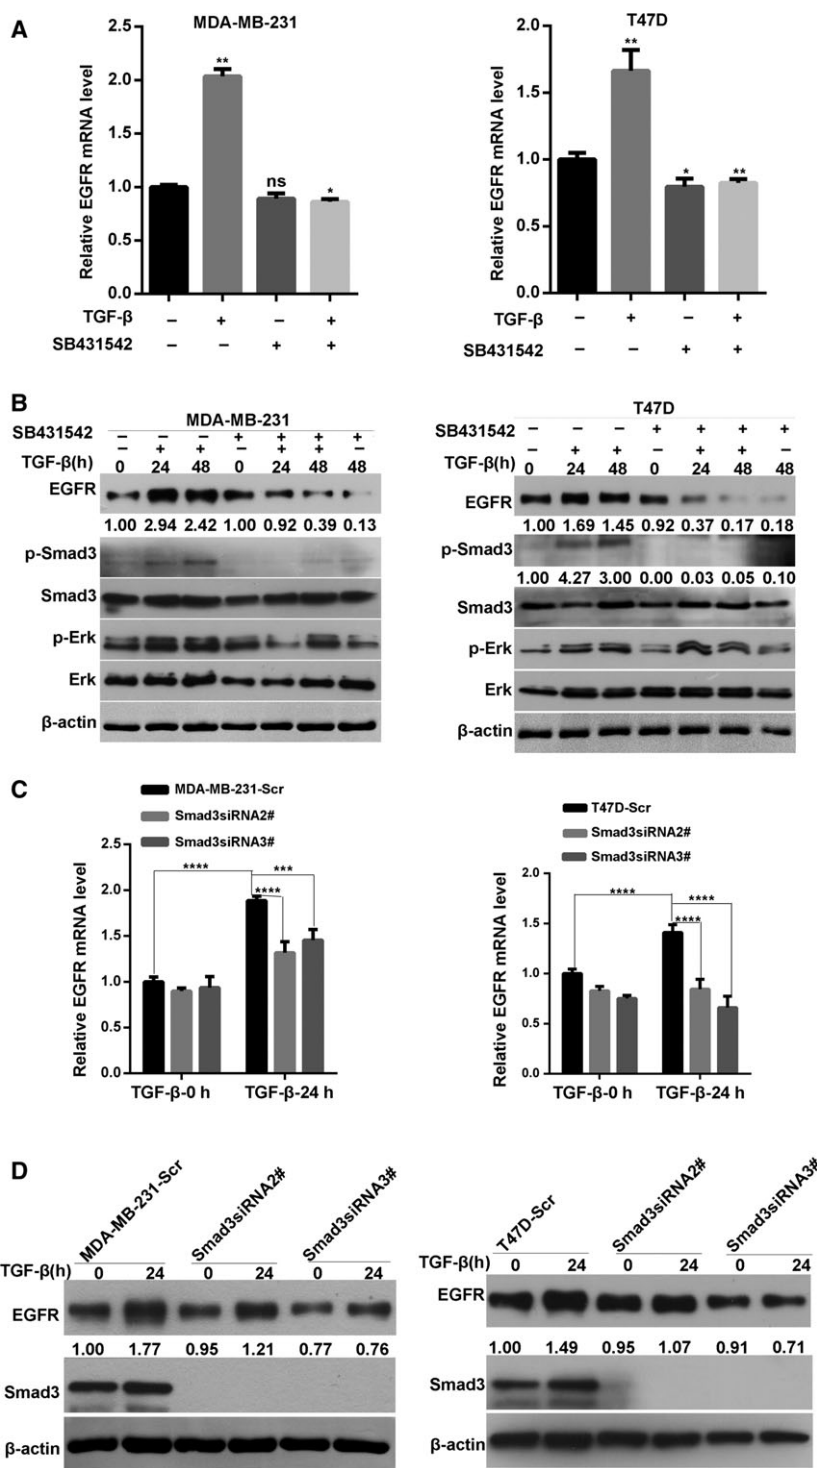 A
MDA-MB-231
Relative EGFR mRNA level
2.5
2.0
1.5
1.0
0.5
0.0
** ns *
TGF-β – + – +
SB431542 – – + +
T47D
Relative EGFR mRNA level
2.0
1.5
1.0
0.5
0.0
** * **
TGF-β – + – +
SB431542 – – + +
B
MDA-MB-231
SB431542 – – – + + + +
– + + – + + –
TGF-β(h) 0 24 48 0 24 48 48
EGFR
1.00 2.94 2.42 1.00 0.92 0.39 0.13
p-Smad3
Smad3
p-Erk
Erk
β-actin
T47D
SB431542 – – – + + + +
– + + – + + –
TGF-β(h) 0 24 48 0 24 48 48
EGFR
1.00 1.69 1.45 0.92 0.37 0.17 0.18
p-Smad3
1.00 4.27 3.00 0.00 0.03 0.05 0.10
Smad3
p-Erk
Erk
β-actin
C
MDA-MB-231-Scr
Smad3siRNA2#
Smad3siRNA3#
Relative EGFR mRNA level
2.5
2.0
1.5
1.0
0.5
0.0
**** ***
****
TGF-β-0 h TGF-β-24 h
T47D-Scr
Smad3siRNA2#
Smad3siRNA3#
Relative EGFR mRNA level
2.0
1.5
1.0
0.5
0.0
**** ****
****
TGF-β-0 h TGF-β-24 h
D
MDA-MB-231-Scr Smad3siRNA2# Smad3siRNA3#
TGF-β(h) 0 24 0 24 0 24
EGFR
1.00 1.77 0.95 1.21 0.77 0.76
Smad3
β-actin
T47D-Scr Smad3siRNA2# Smad3siRNA3#
TGF-β(h) 0 24 0 24 0 24
EGFR
1.00 1.49 0.95 1.07 0.91 0.71
Smad3
β-actin